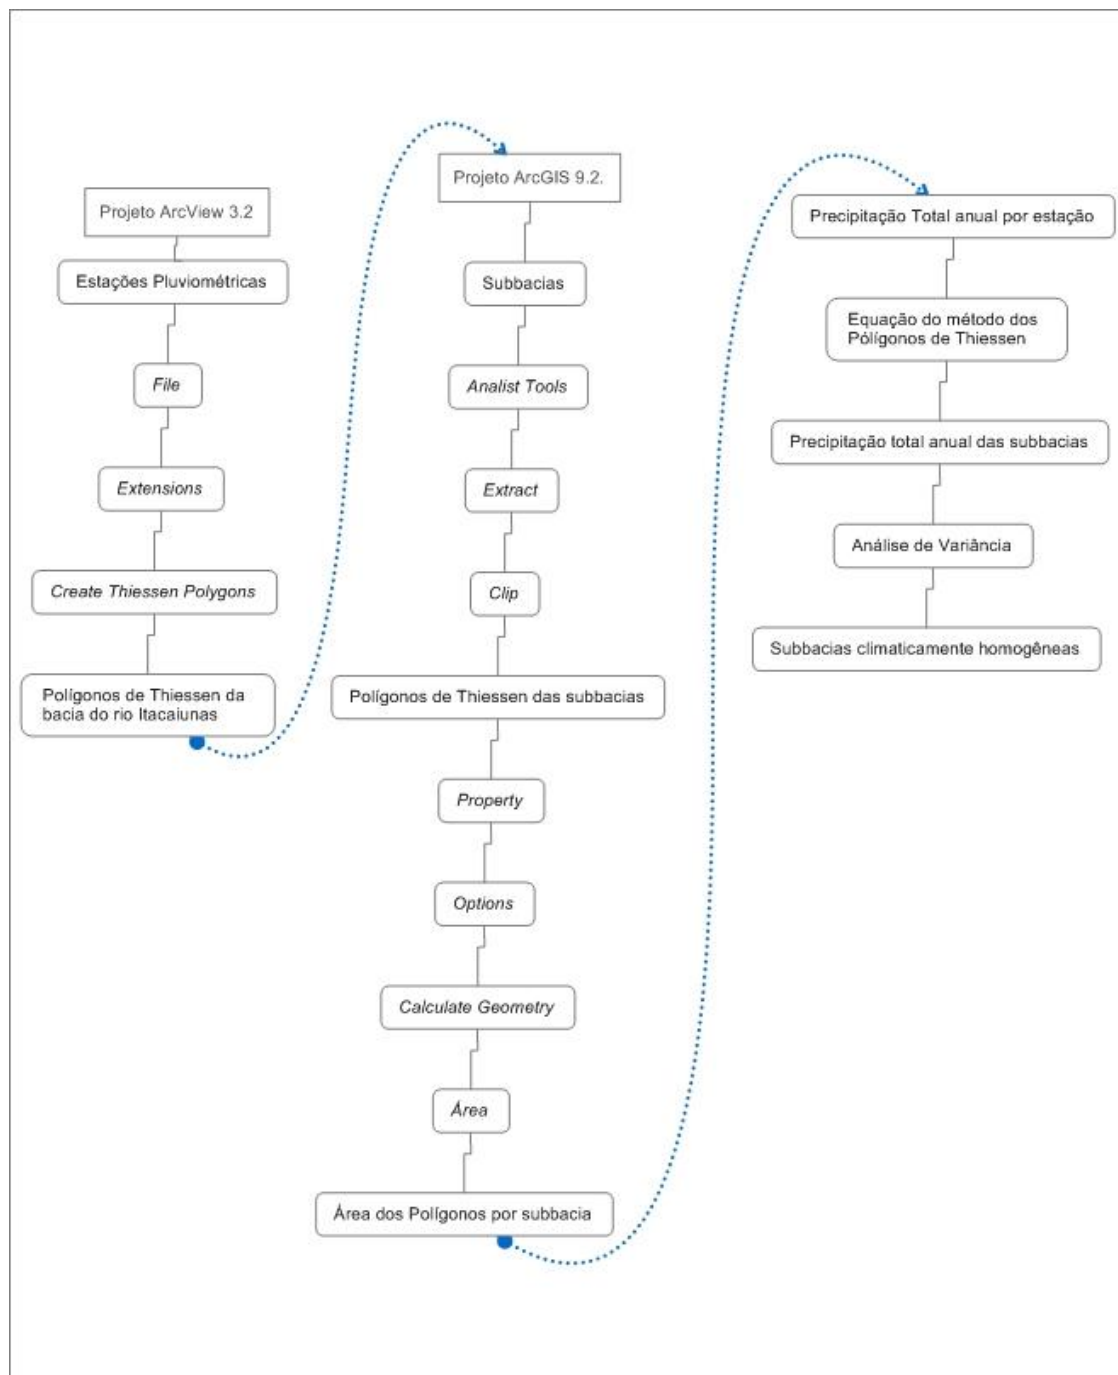 Projeto ArcView 3.2
Estações Pluviométricas
File
Extensions
Create Thiessen Polygons
Polígonos de Thiessen da
bacia do rio Itacaiunas
Projeto ArcGIS 9.2.
Subbacias
Analist Tools
Extract
Clip
Polígonos de Thiessen das subbacias
Property
Options
Calculate Geometry
Área
Área dos Polígonos por subbacia
Precipitação Total anual por estação
Equação do método dos
Pólígonos de Thiessen
Precipitação total anual das subbacias
Análise de Variância
Subbacias climaticamente homogêneas